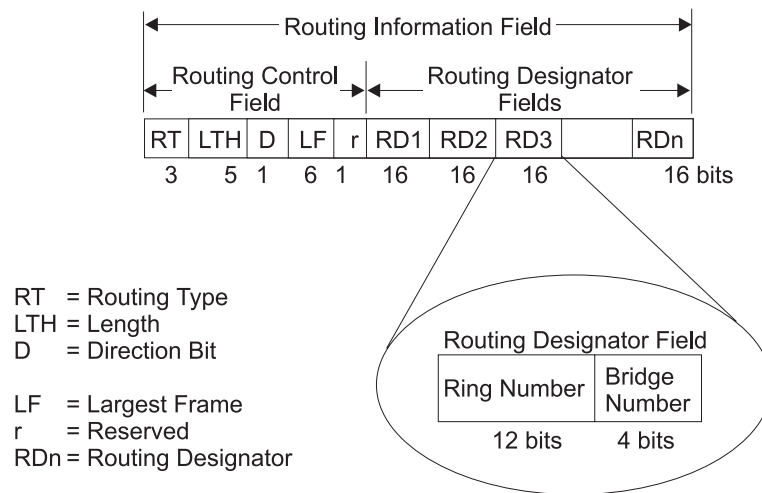 Routing Information Field
Routing Control
Field
Routing Designator
Fields
RT LTH D LF r RD1 RD2 RD3 RDn
3 5 1 6 1 16 16 16 16 bits
RT = Routing Type
LTH = Length
D = Direction Bit
LF = Largest Frame
r = Reserved
RDn = Routing Designator
Routing Designator Field
Ring Number
Bridge
Number
12 bits
4 bits